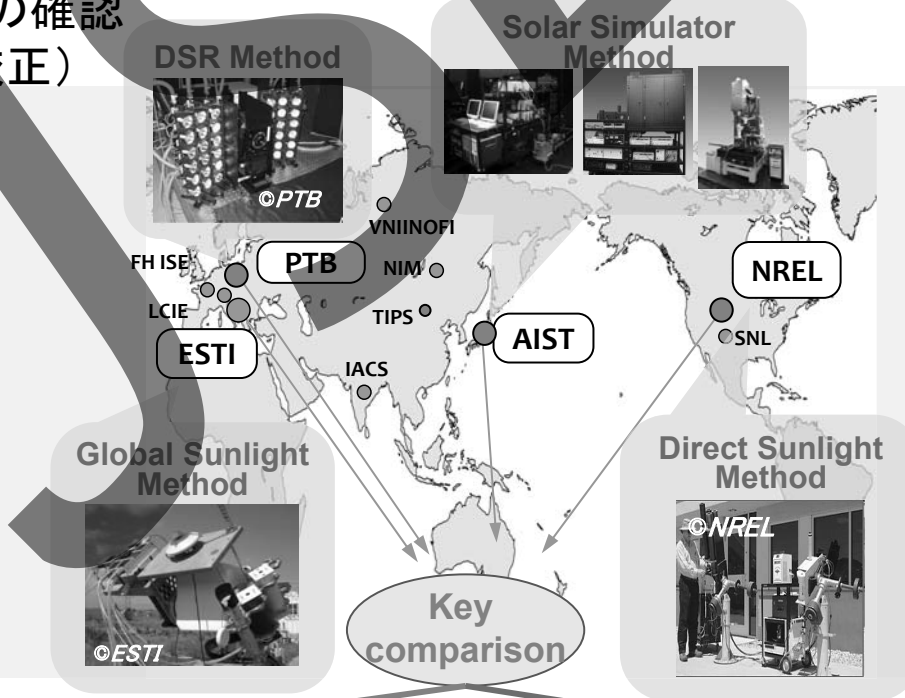 の確認
正）
DSR Method
Solar Simulator
Method
©PTB
VNIINOFI
FH ISE
PTB
NIM
NREL
LCIE
TIPS
AIST
SNL
ESTI
IACS
Global Sunlight
Method
Direct Sunlight
Method
©NREL
©ESTI
Key
comparison